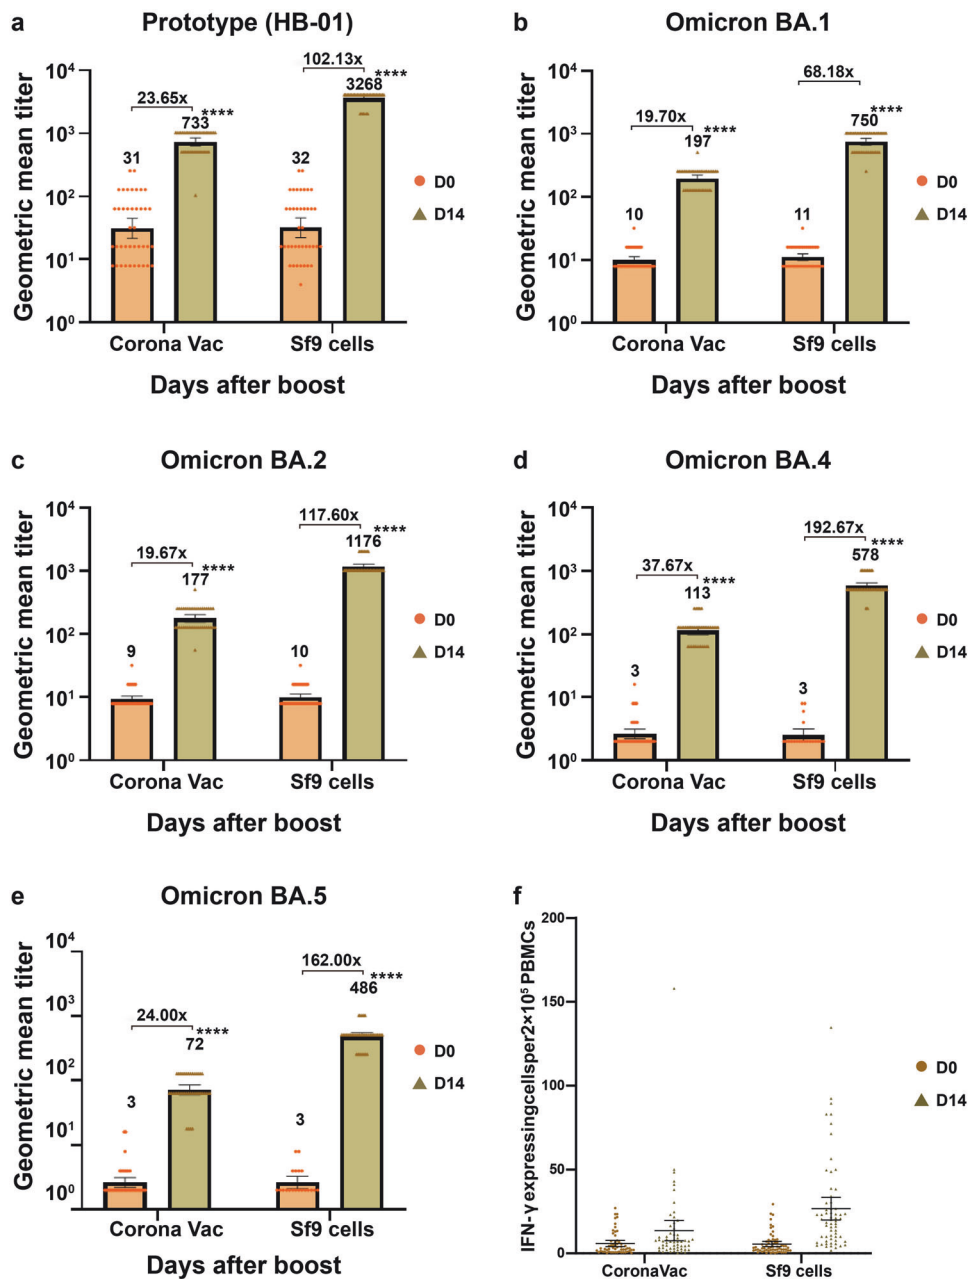 a
Prototype (HB-01)
Geometric mean titer
10⁴
10³
10²
10¹
10⁰
23.65x
****
733
31
102.13x
****
3268
32
Corona Vac
Sf9 cells
Days after boost
D0
D14
b
Omicron BA.1
Geometric mean titer
10⁴
10³
10²
10¹
10⁰
19.70x
****
197
10
68.18x
****
750
11
Corona Vac
Sf9 cells
Days after boost
D0
D14
c
Omicron BA.2
Geometric mean titer
10⁴
10³
10²
10¹
10⁰
19.67x
****
177
9
117.60x
****
1176
10
Corona Vac
Sf9 cells
Days after boost
D0
D14
d
Omicron BA.4
Geometric mean titer
10⁴
10³
10²
10¹
10⁰
37.67x
****
113
3
192.67x
****
578
3
Corona Vac
Sf9 cells
Days after boost
D0
D14
e
Omicron BA.5
Geometric mean titer
10⁴
10³
10²
10¹
10⁰
24.00x
****
72
3
162.00x
****
486
3
Corona Vac
Sf9 cells
Days after boost
D0
D14
f
IFN-γ expressingcellsper2×10⁵ PBMCs
200
150
100
50
0
CoronaVac
Sf9 cells
D0
D14